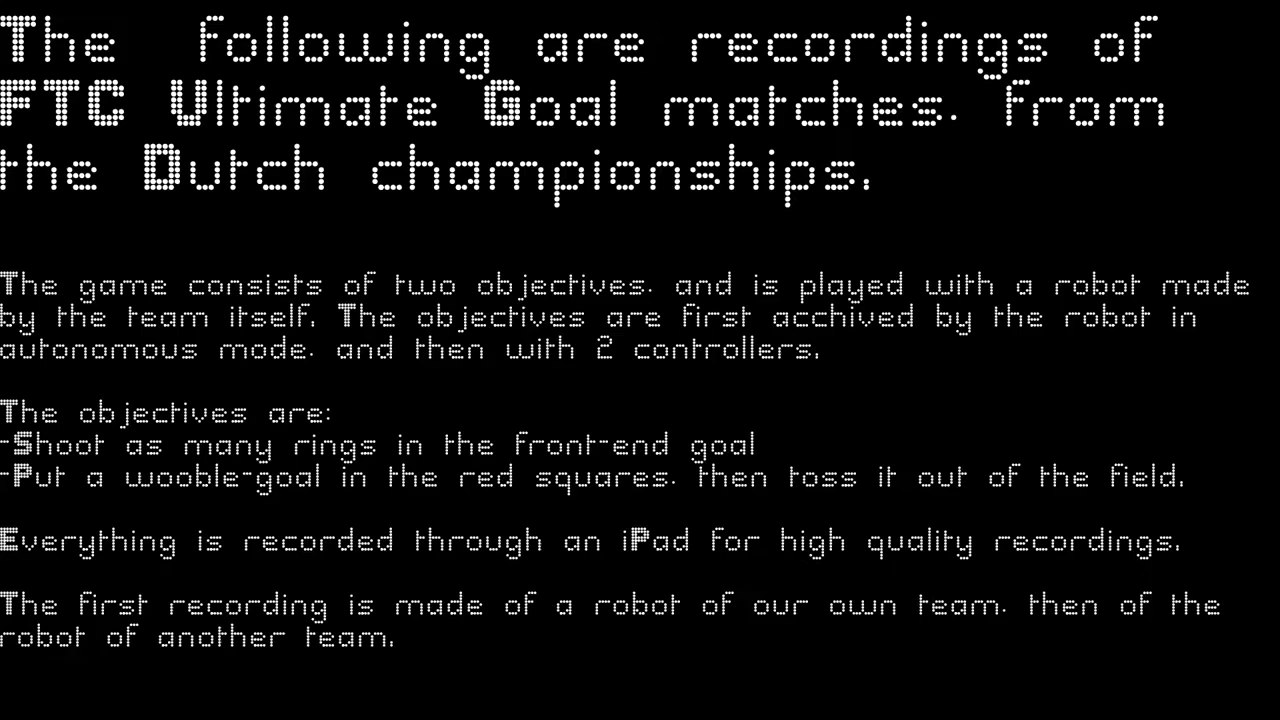 The following are recordings of
FTC Ultimate Goal matches, from
the Dutch championships.
The game consists of two objectives, and is played with a robot made
by the team itself. The objectives are first acchived by the robot in
autonomous mode, and then with 2 controllers.
The objectives are:
-Shoot as many rings in the front-end goal
-Put a wooble-goal in the red squares, then toss it out of the field.
Everything is recorded through an iPad for high quality recordings.
The first recording is made of a robot of our own team, then of the
robot of another team.